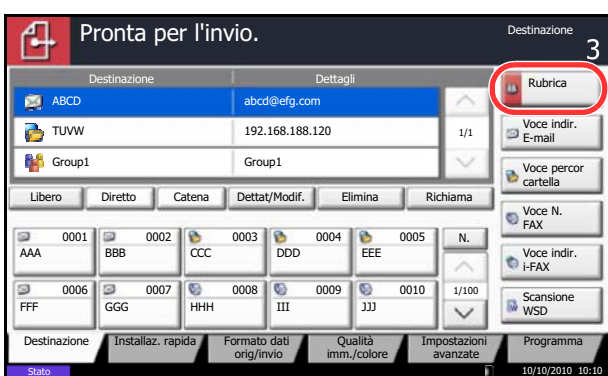 Pronta per l'invio.
Destinazione
3
Destinazione Dettagli
ABCD abcd@efg.com
TUVW 192.168.188.120
1/1
Group1 Group1
Rubrica
Voce indir.
E-mail
Voce percor
cartella
Voce N.
FAX
Voce indir.
i-FAX
Scansione
WSD
Libero Diretto Catena Dettat/Modif. Elimina Richiama
0001 0002 0003 0004 0005 N.
AAA BBB CCC DDD EEE
0006 0007 0008 0009 0010 1/100
FFF GGG HHH III JJJ
Destinazione Installaz. rapida Formato dati Qualità Impostazioni Programma
orig/invio imm./colore avanzate
Stato 10/10/2010 10:10